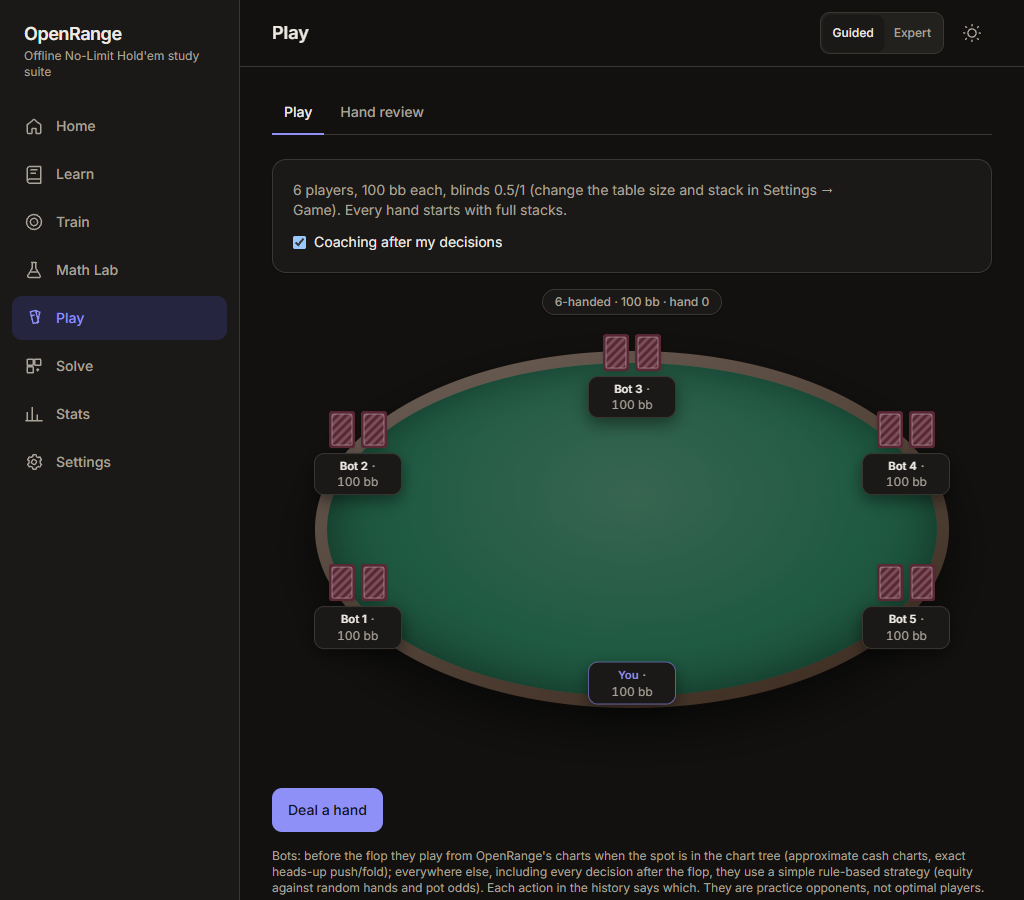 OpenRange
Offline No-Limit Hold'em study
suite
Home
Learn
Train
Math Lab
Play
Solve
Stats
Settings
Play
Guided
Expert
Play
Hand review
6 players, 100 bb each, blinds 0.5/1 (change the table size and stack in Settings →
Game). Every hand starts with full stacks.
Coaching after my decisions
6-handed · 100 bb · hand 0
Bot 3 ·
100 bb
Bot 2 ·
100 bb
Bot 4 ·
100 bb
Bot 1 ·
100 bb
Bot 5 ·
100 bb
You ·
100 bb
Deal a hand
Bots: before the flop they play from OpenRange's charts when the spot is in the chart tree (approximate cash charts, exact
heads-up push/fold); everywhere else, including every decision after the flop, they use a simple rule-based strategy (equity
against random hands and pot odds). Each action in the history says which. They are practice opponents, not optimal players.